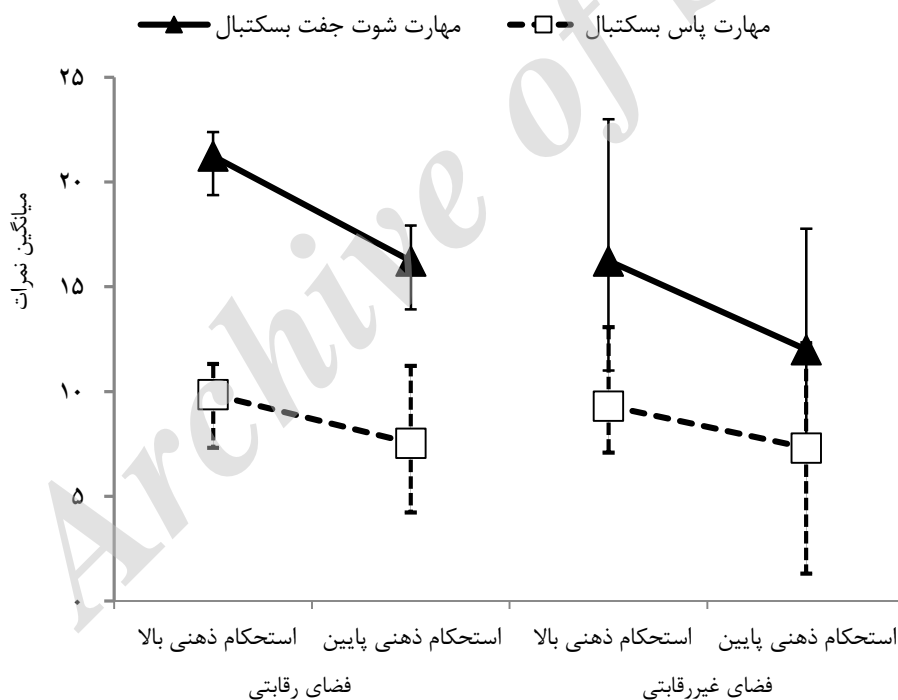 مهارت شوت جفت بسکتبال مهارت پاس بسکتبال
۲۵
۲۰
۱۵
۱۰
۵
۰
میانگین نمرات
استحکام ذهنی بالا استحکام ذهنی پایین استحکام ذهنی بالا استحکام ذهنی پایین
فضای رقابتی فضای غیررقابتی
Archive of